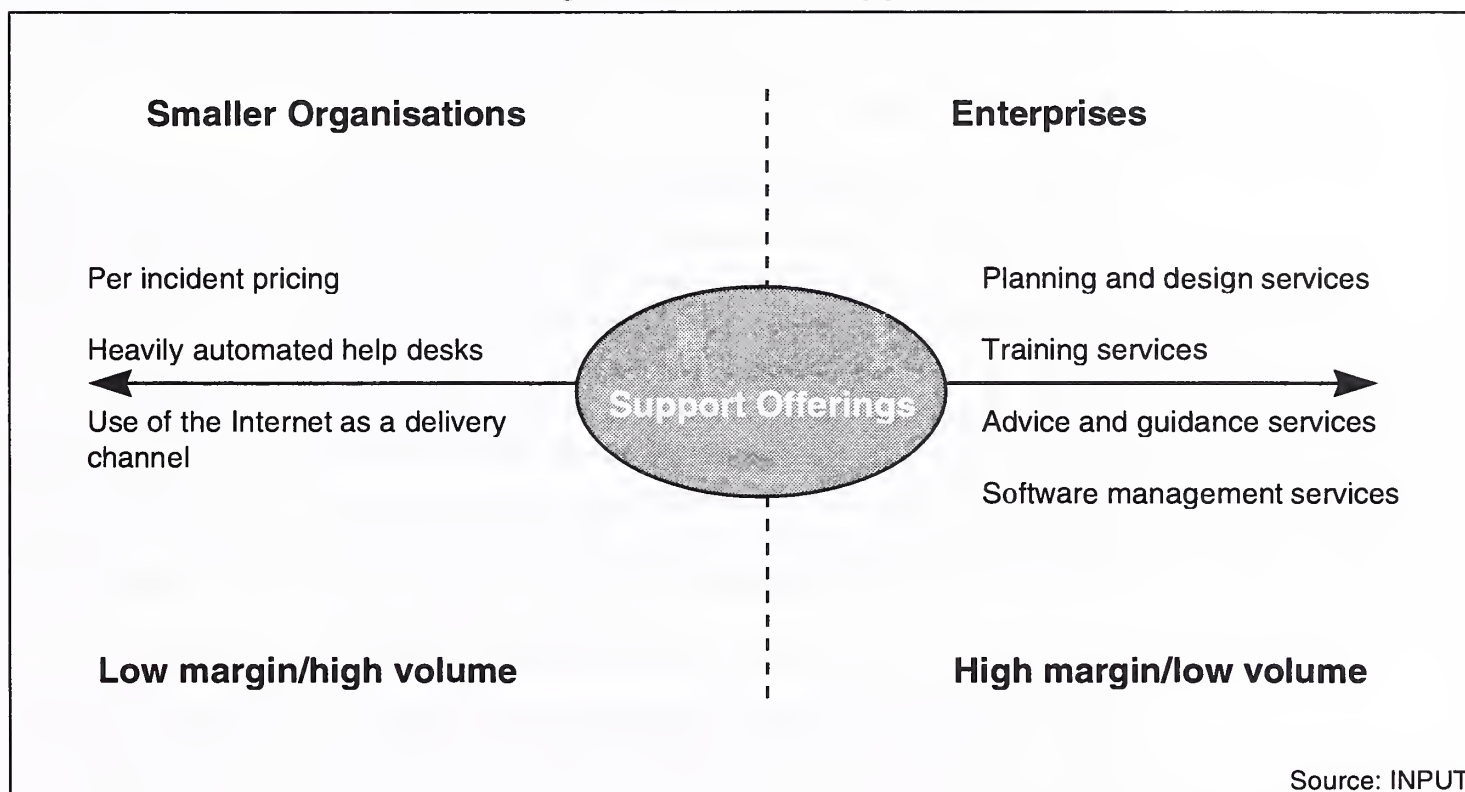 Smaller Organisations
Enterprises
Per incident pricing
Heavily automated help desks
Use of the Internet as a delivery
channel
Support Offerings
Planning and design services
Training services
Advice and guidance services
Software management services
Low margin/high volume
High margin/low volume
Source: INPUT